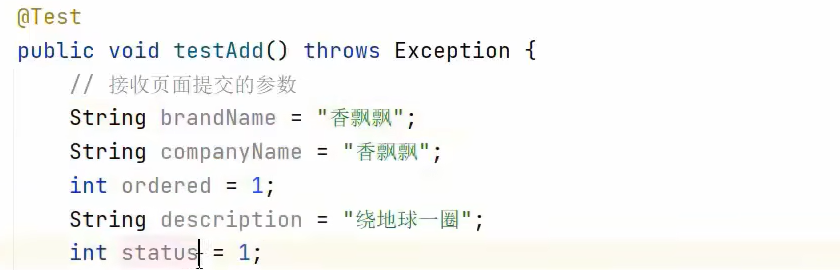 @Test
public void testAdd() throws Exception {
// 接收页面提交的参数
String brandName = "香飘飘";
String companyName = "香飘飘";
int ordered = 1;
String description = "绕地球一圈";
int status = 1;